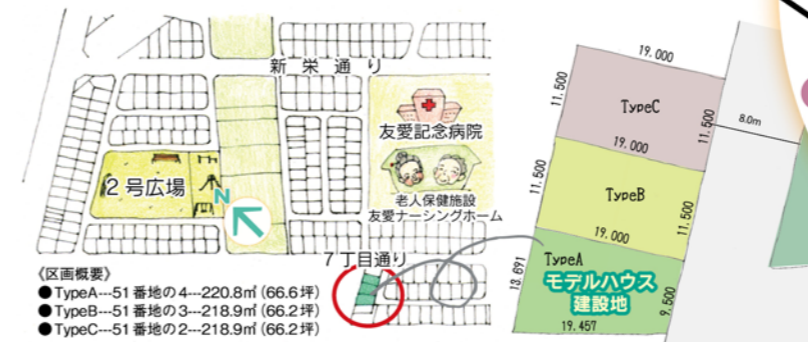 新栄通り
友愛記念病院
2号広場
N
老人保健施設
友愛ナーシングホーム
7丁目通り
《区画概要》
●TypeA---51番地の4---220.8㎡(66.6坪)
●TypeB---51番地の3---218.9㎡(66.2坪)
●TypeC---51番地の2---218.9㎡(66.2坪)
19.000
11.500
TypeC
11.500
8.0m
19.000
11.500
TypeB
11.500
19.000
TypeA
13.691
モデルハウス
建設地
9.500
19.457